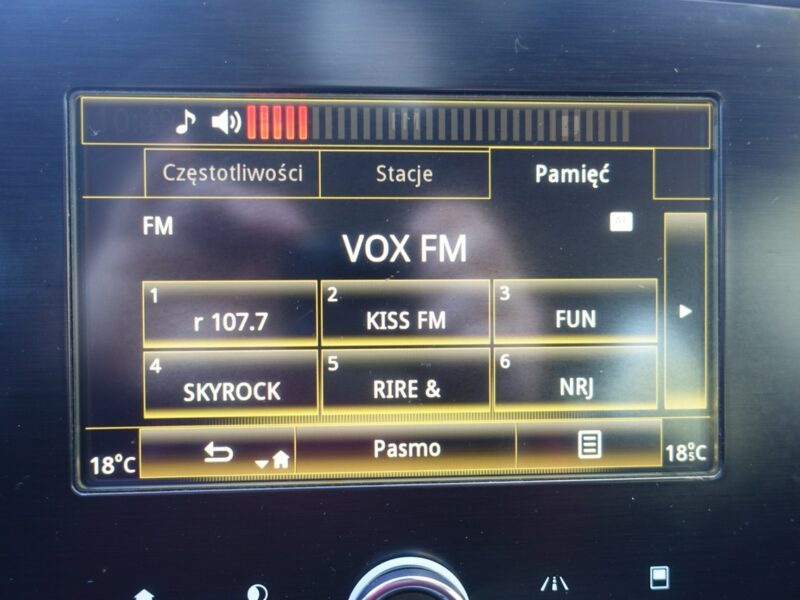 Częstotliwości
Stacje
Pamięć
FM
VOX FM
1
r 107.7
2
KISS FM
3
FUN
4
SKYROCK
5
RIRE &
6
NRJ
18°C
Pasmo
18°C